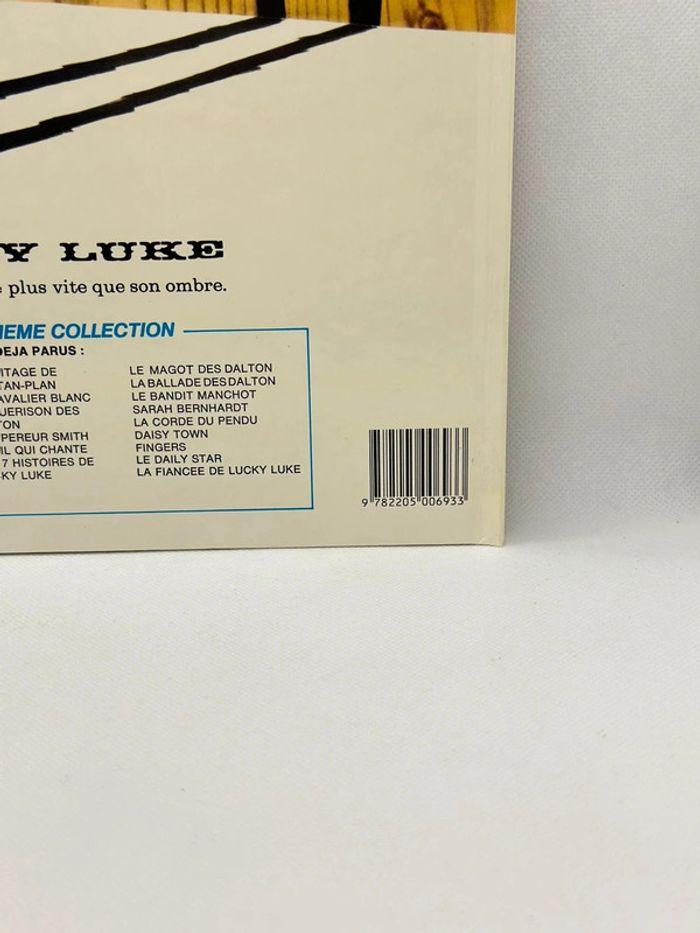 Y LUKE
plus vite que son ombre.
MEME COLLECTION
DEJA PARUS :
ITAGE DE
TAN-PLAN
AVALIER BLANC
UERISON DES
TON
PEREUR SMITH
IL QUI CHANTE
7 HISTOIRES DE
KY LUKE
LE MAGOT DES DALTON
LA BALLADE DES DALTON
LE BANDIT MANCHOT
SARAH BERNHARDT
LA CORDE DU PENDU
DAISY TOWN
FINGERS
LE DAILY STAR
LA FIANCEE DE LUCKY LUKE
9 782205 006933